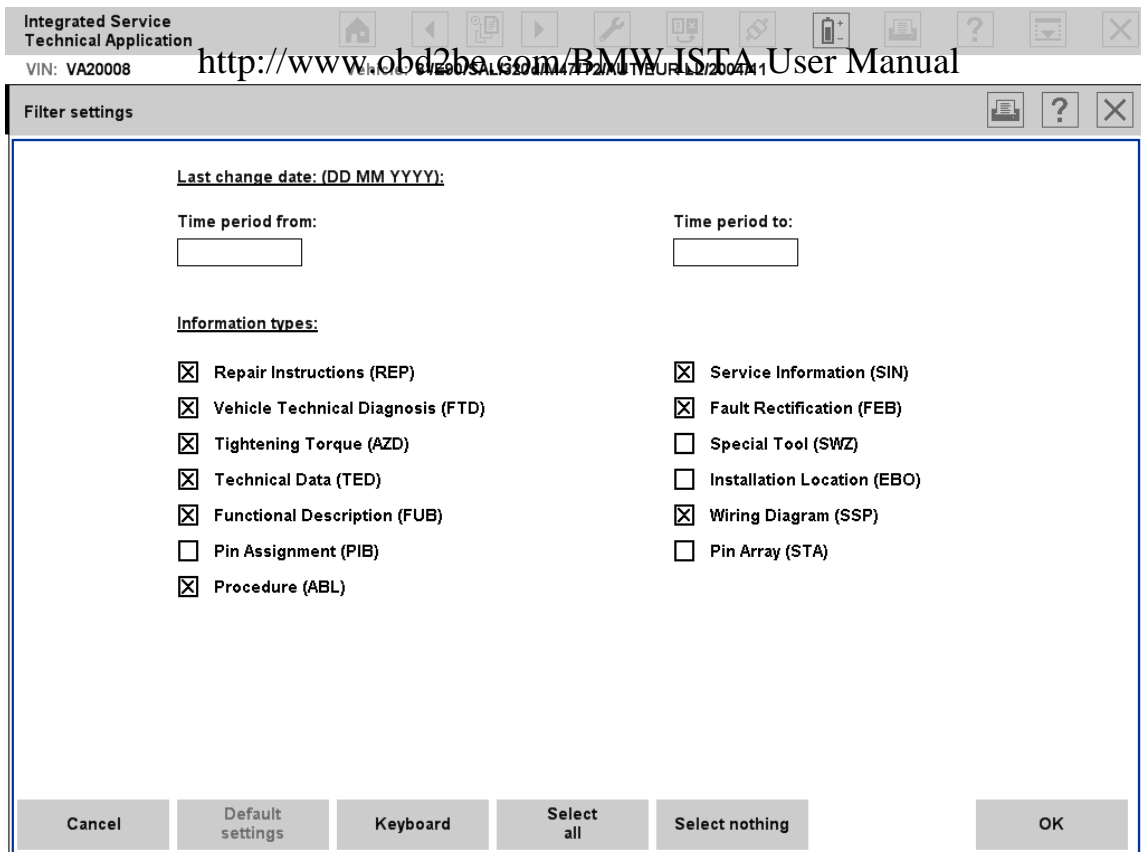 Integrated Service
Technical Application
http://www.obd2be.com/BMW ISTA User Manual
VIN: VA20008 Vehicle:
Filter settings
Last change date: (DD MM YYYY):
Time period from: Time period to:
Information types:
Repair Instructions (REP) Service Information (SIN)
Vehicle Technical Diagnosis (FTD) Fault Rectification (FEB)
Tightening Torque (AZD) Special Tool (SWZ)
Technical Data (TED) Installation Location (EBO)
Functional Description (FUB) Wiring Diagram (SSP)
Pin Assignment (PIB) Pin Array (STA)
Procedure (ABL)
Cancel Default settings Keyboard Select all Select nothing OK